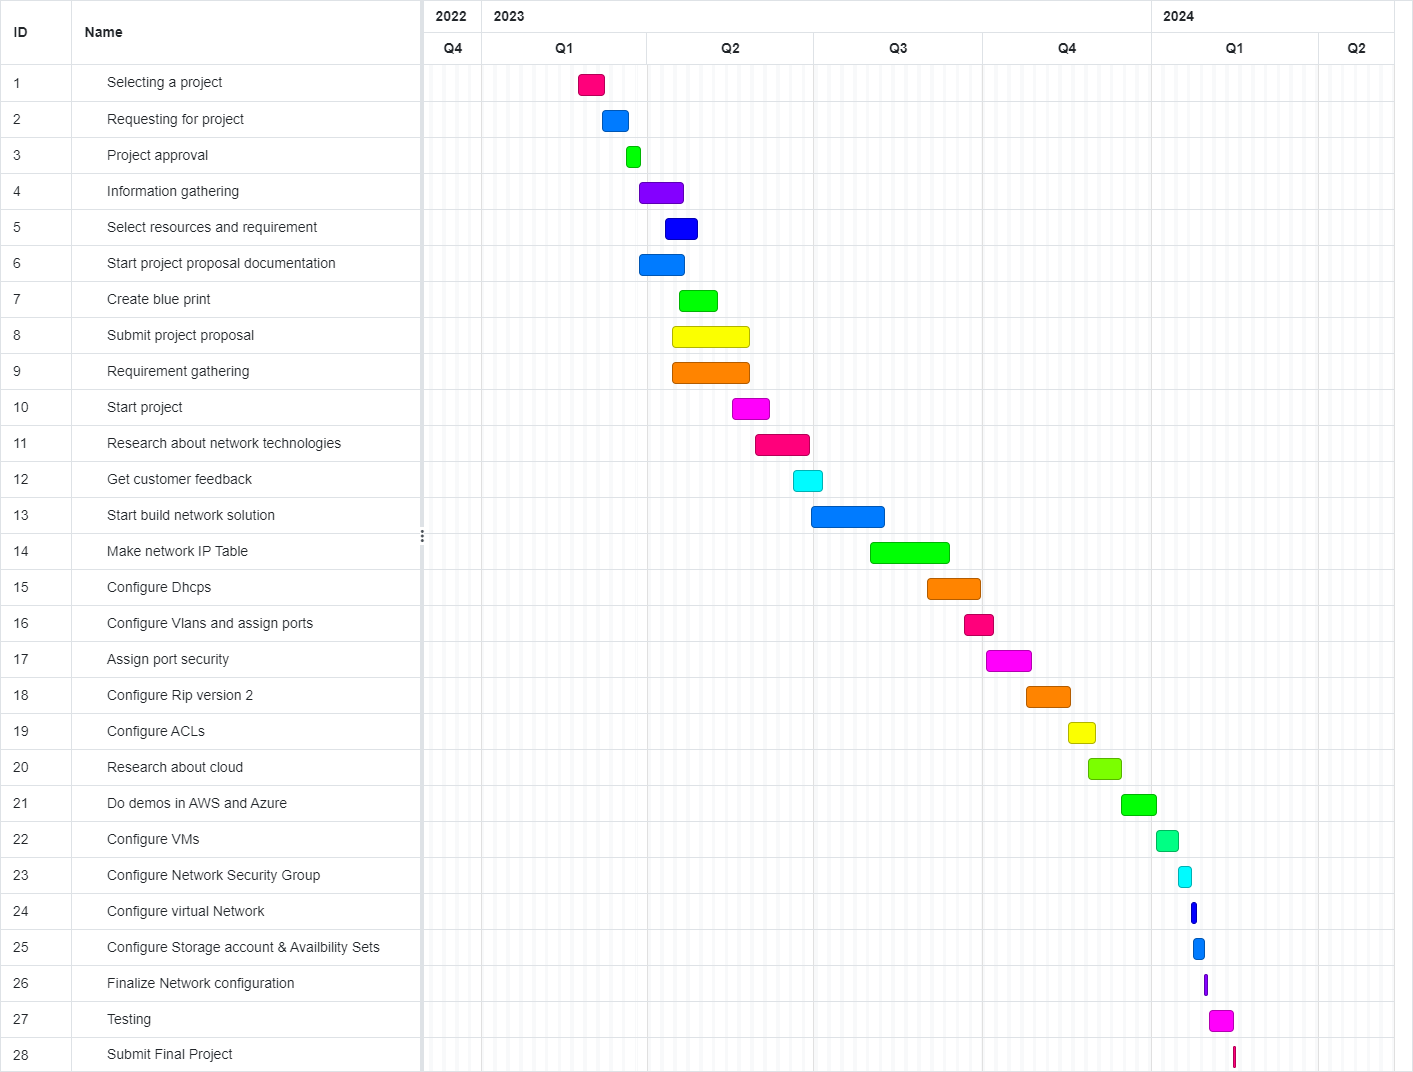 ID Name 2022 2023 2024
Q4 Q1 Q2 Q3 Q4 Q1 Q2
1 Selecting a project
2 Requesting for project
3 Project approval
4 Information gathering
5 Select resources and requirement
6 Start project proposal documentation
7 Create blue print
8 Submit project proposal
9 Requirement gathering
10 Start project
11 Research about network technologies
12 Get customer feedback
13 Start build network solution
14 Make network IP Table
15 Configure Dhcps
16 Configure Vlans and assign ports
17 Assign port security
18 Configure Rip version 2
19 Configure ACLs
20 Research about cloud
21 Do demos in AWS and Azure
22 Configure VMs
23 Configure Network Security Group
24 Configure virtual Network
25 Configure Storage account & Availbility Sets
26 Finalize Network configuration
27 Testing
28 Submit Final Project